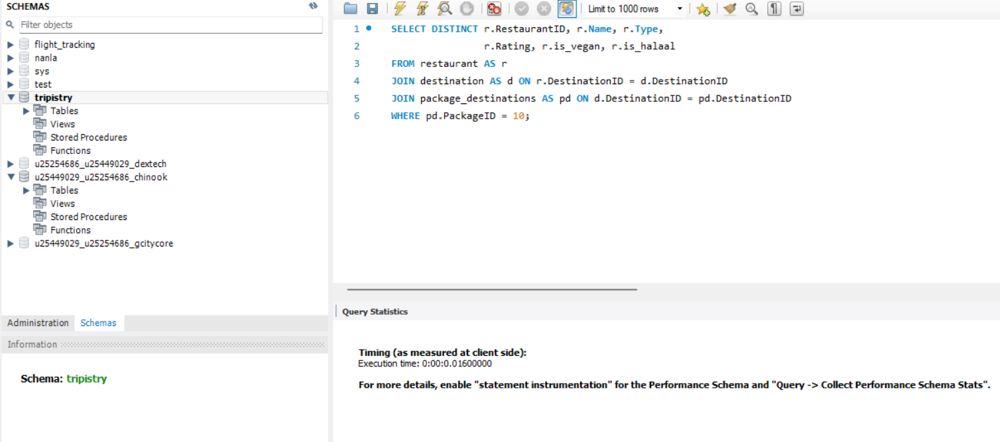 SCHEMAS
Filter objects
flight_tracking
nanla
sys
test
tripistry
Tables
Views
Stored Procedures
Functions
u25254686_u25449029_dextech
u25449029_u25254686_chinook
Tables
Views
Stored Procedures
Functions
u25449029_u25254686_gcitycore
Administration Schemas
Information
Schema: tripistry
Limit to 1000 rows
1 SELECT DISTINCT r.RestaurantID, r.Name, r.Type,
2 r.Rating, r.is_vegan, r.is_halaal
3 FROM restaurant AS r
4 JOIN destination AS d ON r.DestinationID = d.DestinationID
5 JOIN package_destinations AS pd ON d.DestinationID = pd.DestinationID
6 WHERE pd.PackageID = 10;
Query Statistics
Timing (as measured at client side):
Execution time: 0:00:0.01600000
For more details, enable "statement instrumentation" for the Performance Schema and "Query -> Collect Performance Schema Stats".